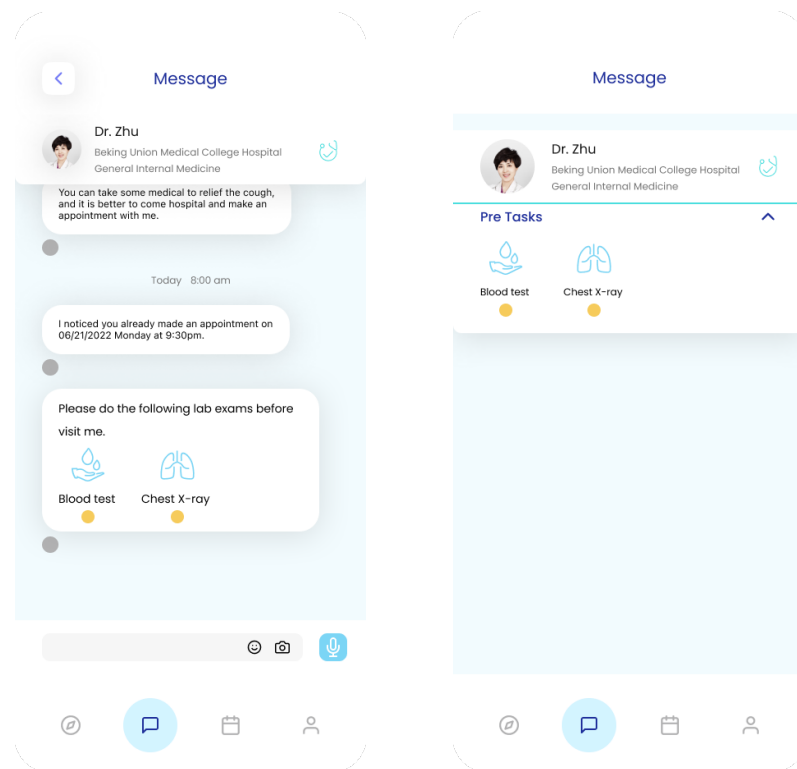 Message
Dr. Zhu
Beking Union Medical College Hospital
General Internal Medicine
You can take some medical to relief the cough,
and it is better to come hospital and make an
appointment with me.
Today 8:00 am
I noticed you already made an appointment on
06/21/2022 Monday at 9:30pm.
Please do the following lab exams before
visit me.
Blood test Chest X-ray
Message
Dr. Zhu
Beking Union Medical College Hospital
General Internal Medicine
Pre Tasks
Blood test Chest X-ray